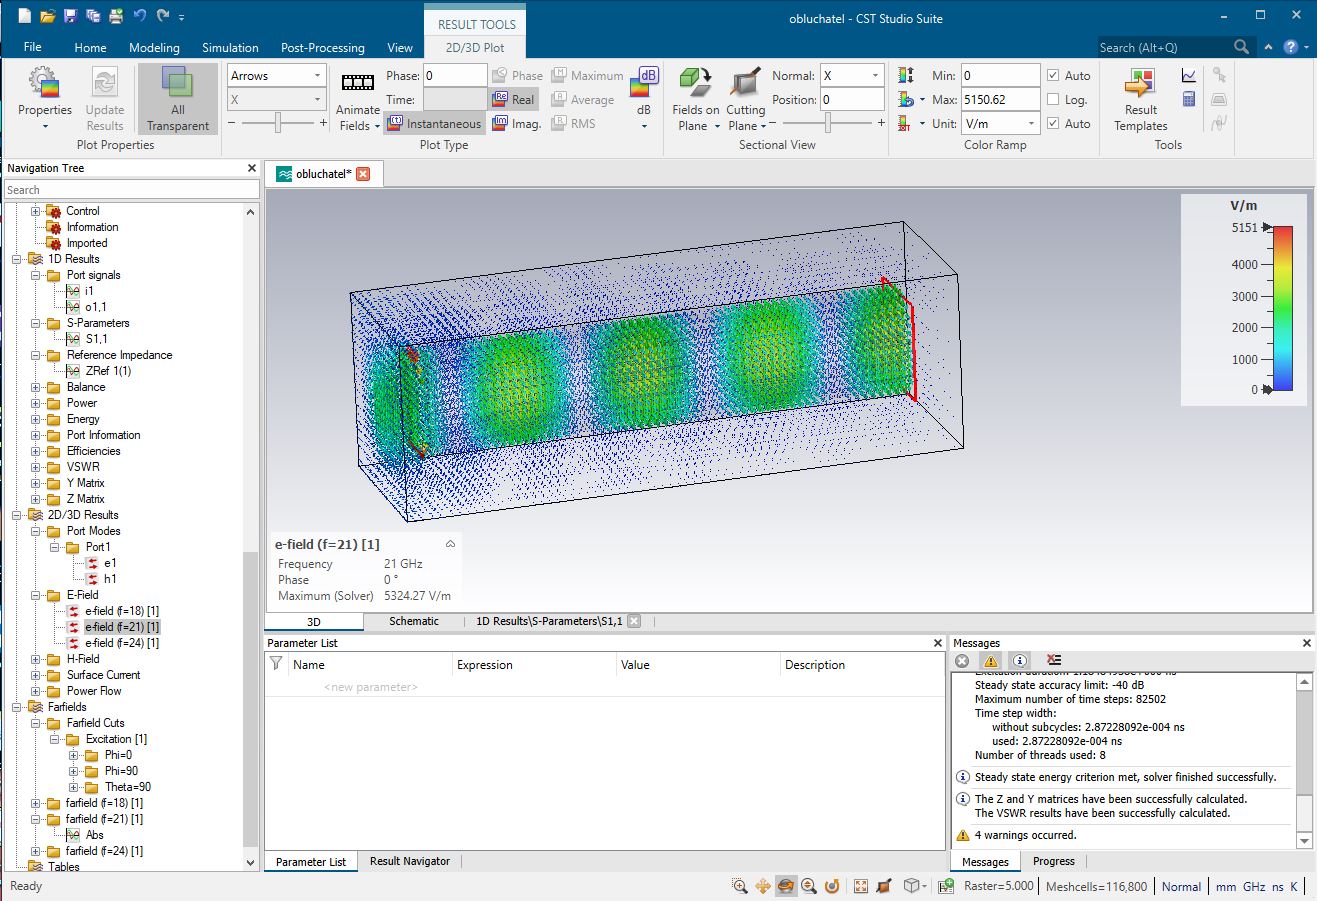 RESULT TOOLS
obluchatel - CST Studio Suite
File Home Modeling Simulation Post-Processing View 2D/3D Plot
Search (Alt+Q)
Properties
Update Results
All Transparent
Plot Properties
Arrows
X
Animate Fields
Phase: 0
Time:
Instantaneous
Phase
Real
Imag.
Maximum
Average
RMS
dB
dB
Plot Type
Fields on Plane
Cutting Plane
Normal: X
Position: 0
Sectional View
Min: 0
Max: 5150.62
Unit: V/m
Auto
Log.
Auto
Color Ramp
Result Templates
Tools
Navigation Tree
Search
Control
Information
Imported
1D Results
Port signals
i1
o1,1
S-Parameters
S1,1
Reference Impedance
ZRef 1(1)
Balance
Power
Energy
Port Information
Efficiencies
VSWR
Y Matrix
Z Matrix
2D/3D Results
Port Modes
Port1
e1
h1
E-Field
e-field (f=18) [1]
e-field (f=21) [1]
e-field (f=24) [1]
H-Field
Surface Current
Power Flow
Farfields
Farfield Cuts
Excitation [1]
Phi=0
Phi=90
Theta=90
farfield (f=18) [1]
farfield (f=21) [1]
Abs
farfield (f=24) [1]
Tables
obluchatel*
V/m
5151
4000
3000
2000
1000
0
e-field (f=21) [1]
Frequency 21 GHz
Phase 0 °
Maximum (Solver) 5324.27 V/m
3D Schematic 1D Results\S-Parameters\S1,1
Parameter List
Name Expression Value Description
<new parameter>
Parameter List Result Navigator
Messages
Steady state accuracy limit: -40 dB
Maximum number of time steps: 82502
Time step width:
without subcycles: 2.87228092e-004 ns
used: 2.87228092e-004 ns
Number of threads used: 8
Steady state energy criterion met, solver finished successfully.
The Z and Y matrices have been successfully calculated.
The VSWR results have been successfully calculated.
4 warnings occurred.
Messages Progress
Ready
Raster=5.000 Meshcells=116,800 Normal mm GHz ns K